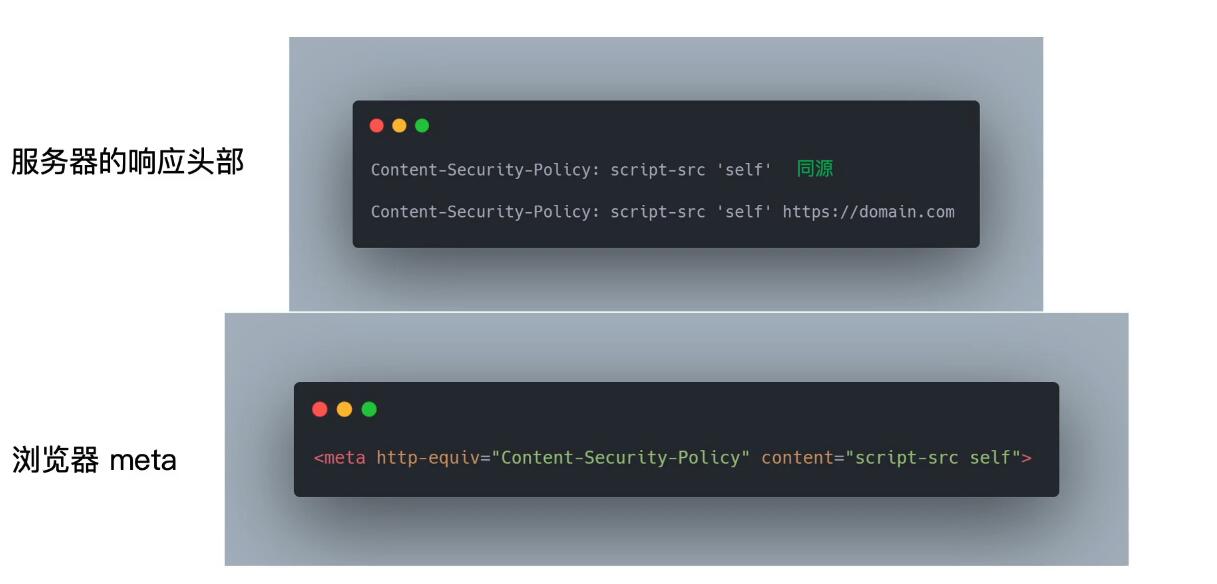 服务器的响应头部
Content-Security-Policy: script-src 'self' 同源
Content-Security-Policy: script-src 'self' https://domain.com
浏览器 meta
<meta http-equiv="Content-Security-Policy" content="script-src self">